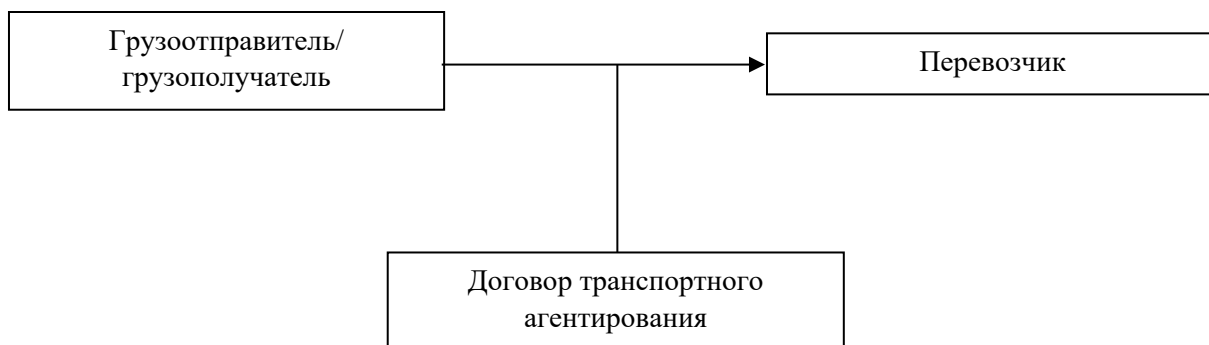 Грузоотправитель/
грузополучатель
Перевозчик
Договор транспортного
агентирования